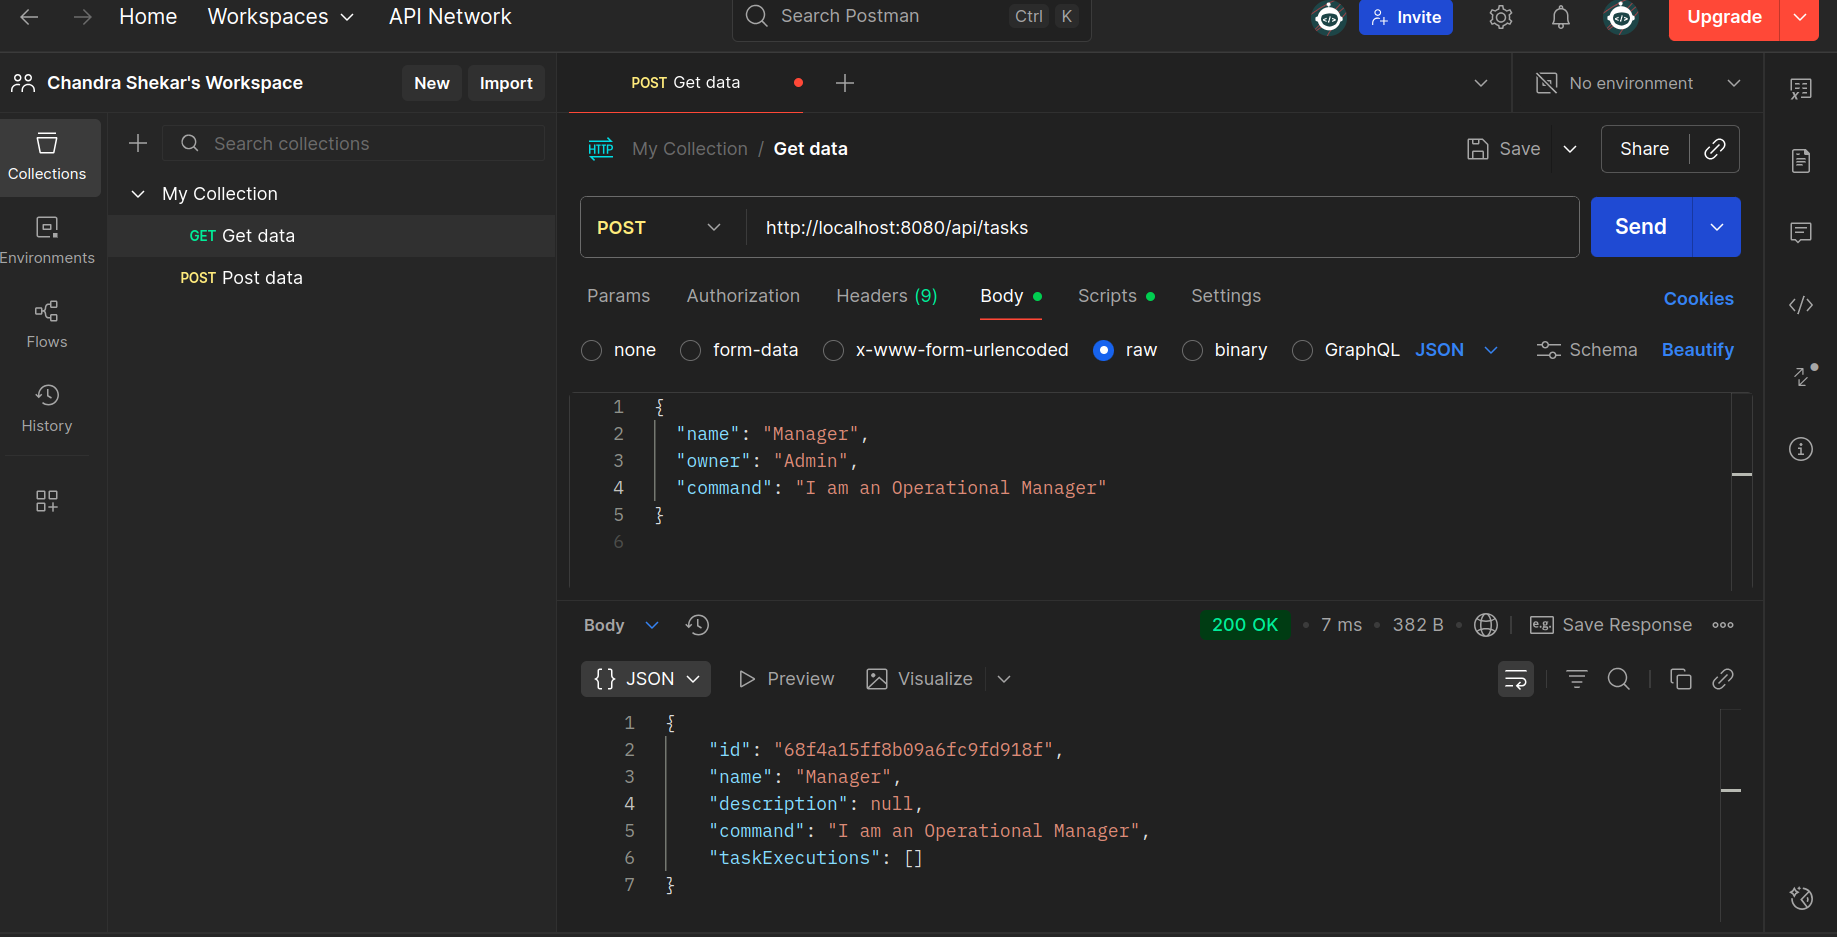 Home Workspaces API Network Search Postman Ctrl K Invite Upgrade
Chandra Shekar's Workspace New Import POST Get data No environment
Collections Search collections My Collection / Get data Save Share
HTTP
My Collection
POST http://localhost:8080/api/tasks Send
GET Get data
Environments
POST Post data
Params Authorization Headers (9) Body Scripts Settings Cookies
Flows
none form-data x-www-form-urlencoded raw binary GraphQL JSON Schema Beautify
History
1 {
2 "name": "Manager",
3 "owner": "Admin",
4 "command": "I am an Operational Manager"
5 }
6
Body 200 OK • 7 ms • 382 B • e.g. Save Response
{} JSON Preview Visualize
1 {
2 "id": "68f4a15ff8b09a6fc9fd918f",
3 "name": "Manager",
4 "description": null,
5 "command": "I am an Operational Manager",
6 "taskExecutions": []
7 }